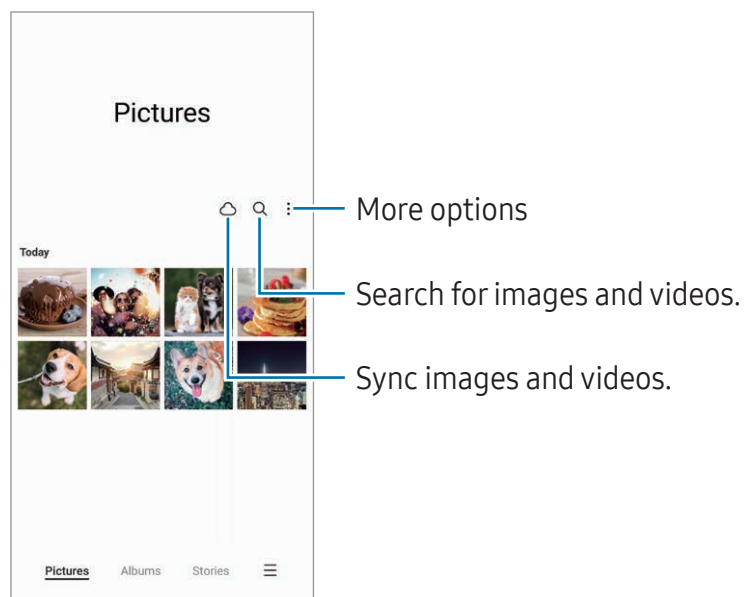 Pictures
More options
Today
Search for images and videos.
Sync images and videos.
Pictures Albums Stories